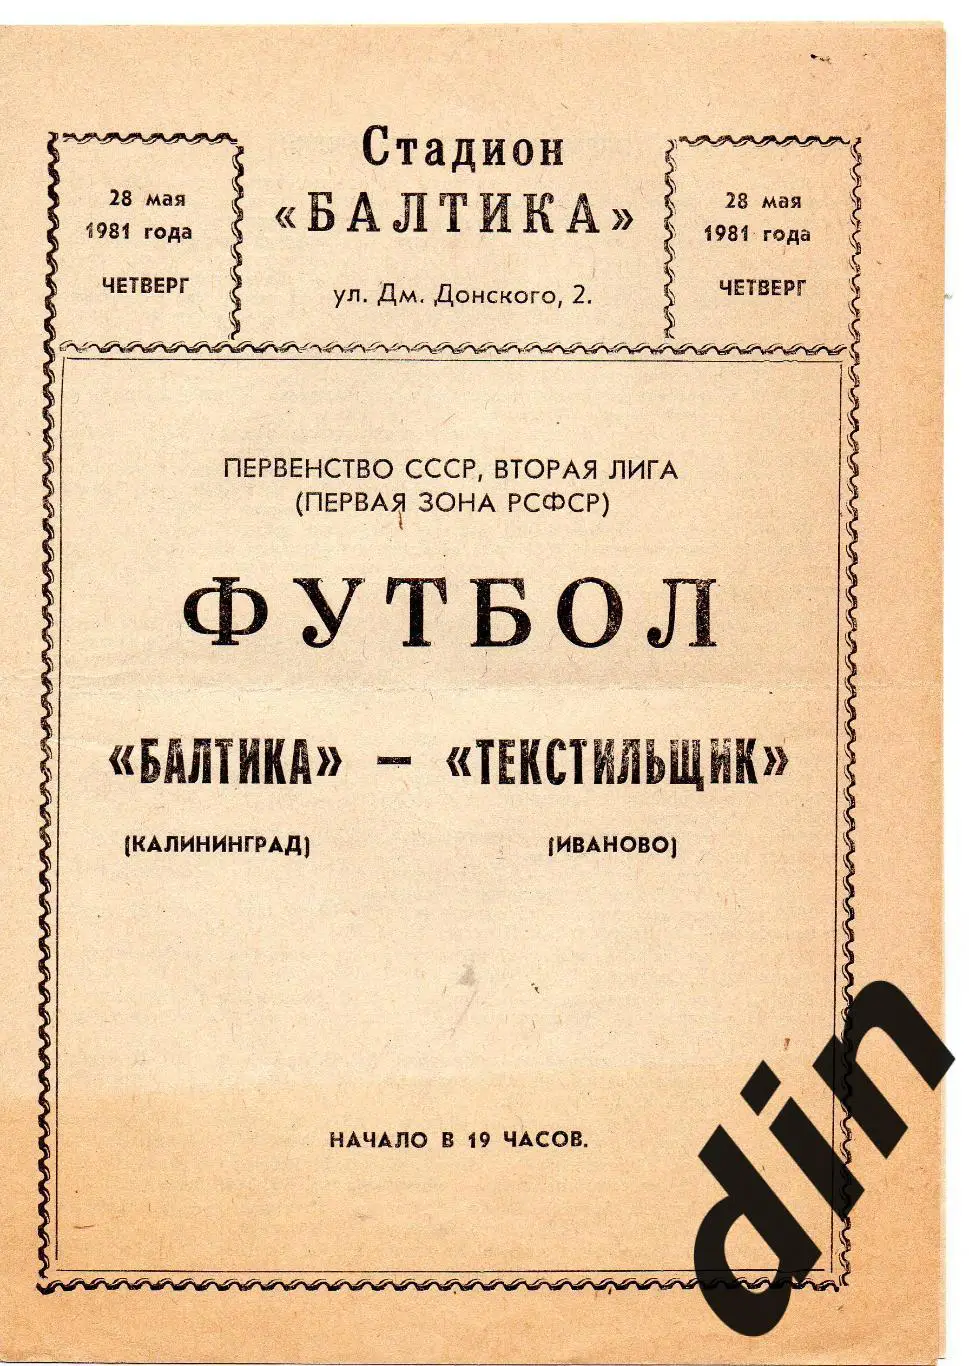 28 мая
1981 года
ЧЕТВЕРГ
Стадион
«БАЛТИКА»
ул. Дм. Донского, 2.
28 мая
1981 года
ЧЕТВЕРГ
ПЕРВЕНСТВО СССР, ВТОРАЯ ЛИГА
(ПЕРВАЯ ЗОНА РСФСР)
ФУТБОЛ
«БАЛТИКА» — «ТЕКСТИЛЬЩИК»
(КАЛИНИНГРАД) (ИВАНОВО)
НАЧАЛО В 19 ЧАСОВ.
din